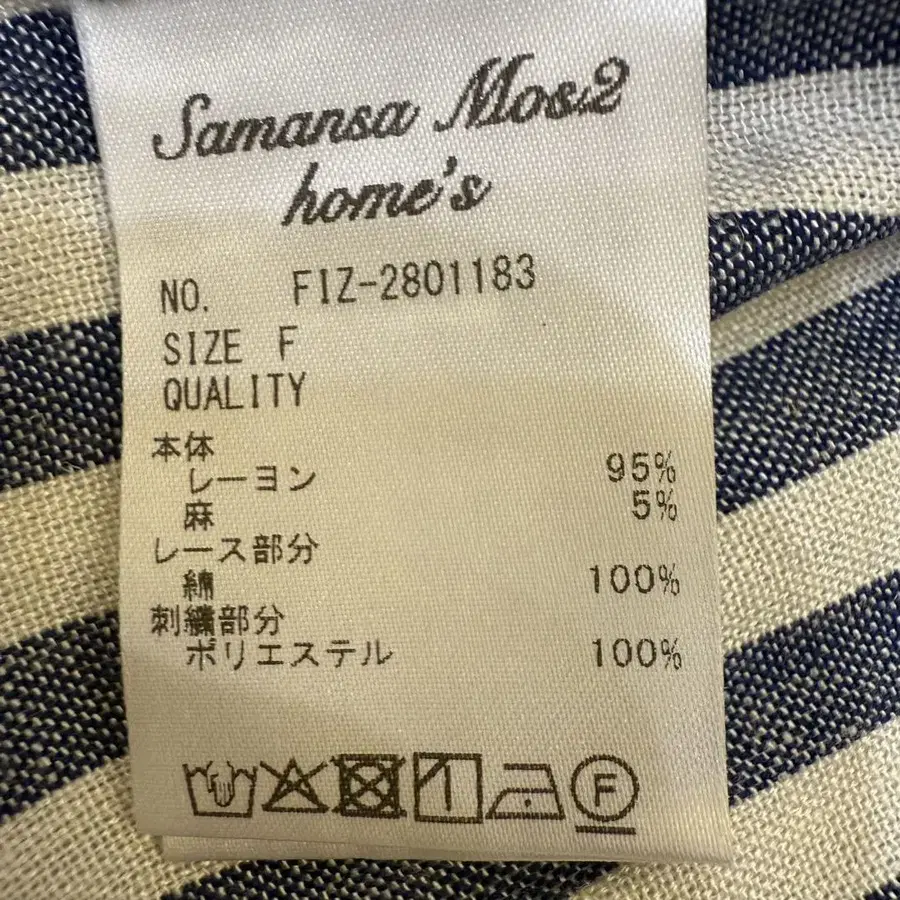 Samansa Mos2
home's
NO. FIZ-2801183
SIZE F
QUALITY
本体
レーヨン 95%
麻 5%
レース部分
綿 100%
刺繍部分
ポリエステル 100%
F